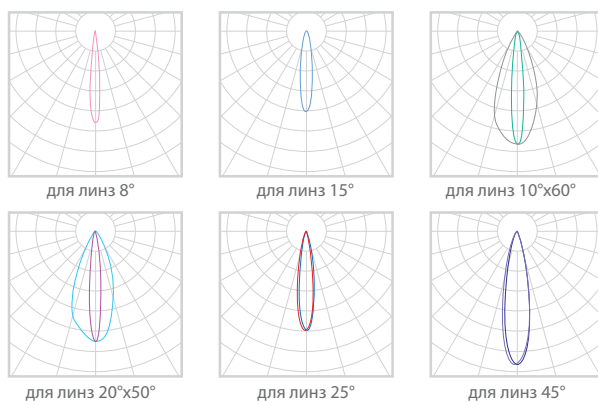 для линз 8°
для линз 15°
для линз 10°x60°
для линз 20°x50°
для линз 25°
для линз 45°